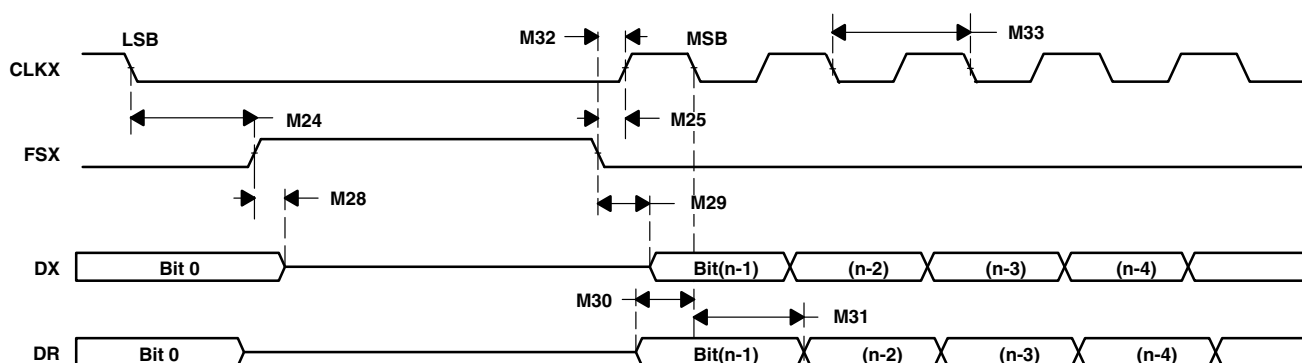 LSB
M32
MSB
M33
CLKX
M24
M25
FSX
M28
M29
DX
Bit 0
Bit(n-1)
(n-2)
(n-3)
(n-4)
M30
M31
DR
Bit 0
Bit(n-1)
(n-2)
(n-3)
(n-4)